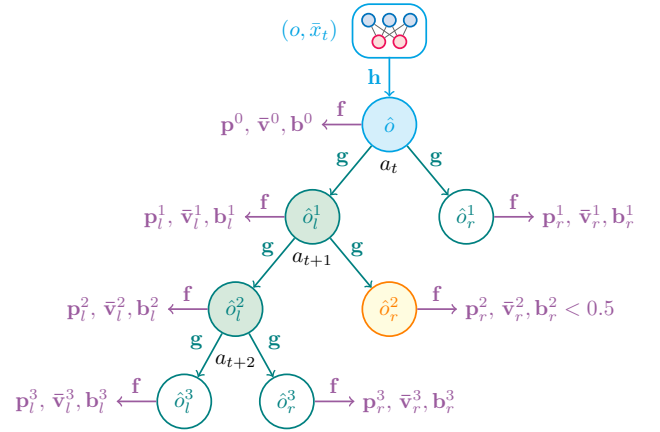 (o, x̄_t)
h
f
p⁰, v̄⁰, b⁰
ô
g a_t g
f f
p_l^1, v̄_l^1, b_l^1 ô_l^1 ô_r^1 p_r^1, v̄_r^1, b_r^1
g a_{t+1} g
f f
p_l^2, v̄_l^2, b_l^2 ô_l^2 ô_r^2 p_r^2, v̄_r^2, b_r^2 < 0.5
g a_{t+2} g
f f
p_l^3, v̄_l^3, b_l^3 ô_l^3 ô_r^3 p_r^3, v̄_r^3, b_r^3